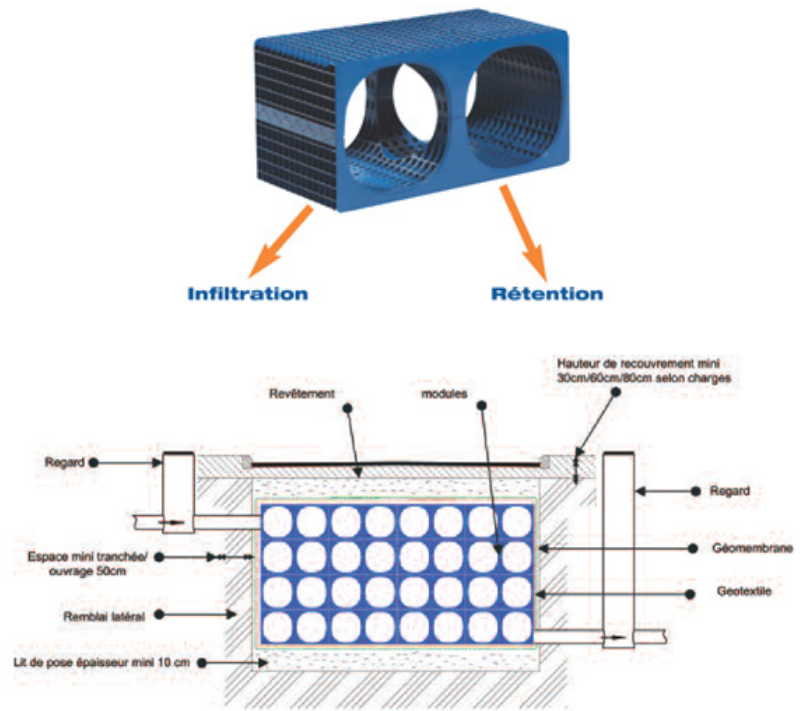 Infiltration
Rétention
Hauteur de recouvrement mini
30cm/60cm/80cm selon charges
Revêtement
modules
Regard
Regard
Espace mini tranchée/
ouvrage 50cm
Géomembrane
Geotextile
Remblai latéral
Lit de pose épaisseur mini 10 cm